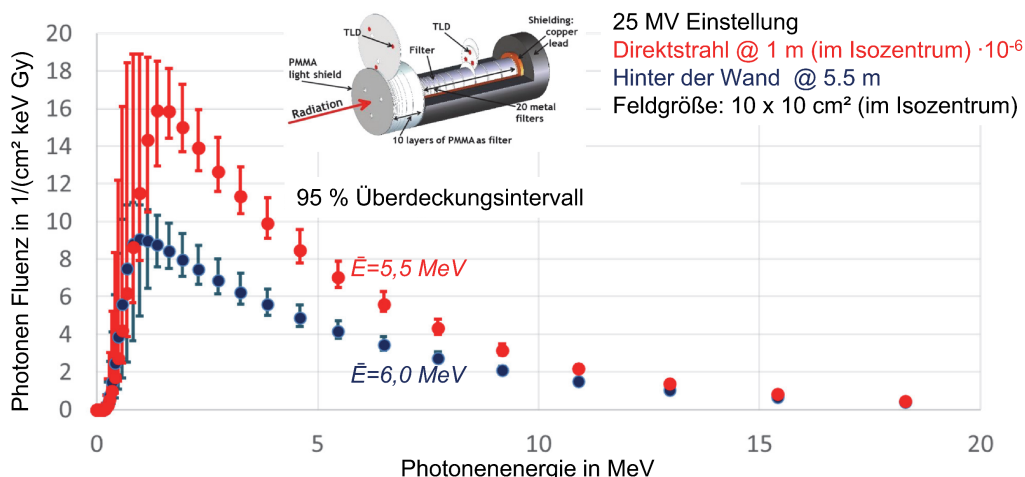 25 MV Einstellung
Direktstrahl @ 1 m (im Isozentrum) ·10-6
Hinter der Wand @ 5.5 m
Feldgröße: 10 x 10 cm² (im Isozentrum)
TLD
TLD
Shielding:
copper
lead
Filter
PMMA
light shield
Radiation
20 metal
filters
10 layers of PMMA as filter
95 % Überdeckungsintervall
Ē=5,5 MeV
Ē=6,0 MeV
Photonen Fluenz in 1/(cm² keV Gy)
20
18
16
14
12
10
8
6
4
2
0
0 5 10 15 20
Photonenenergie in MeV